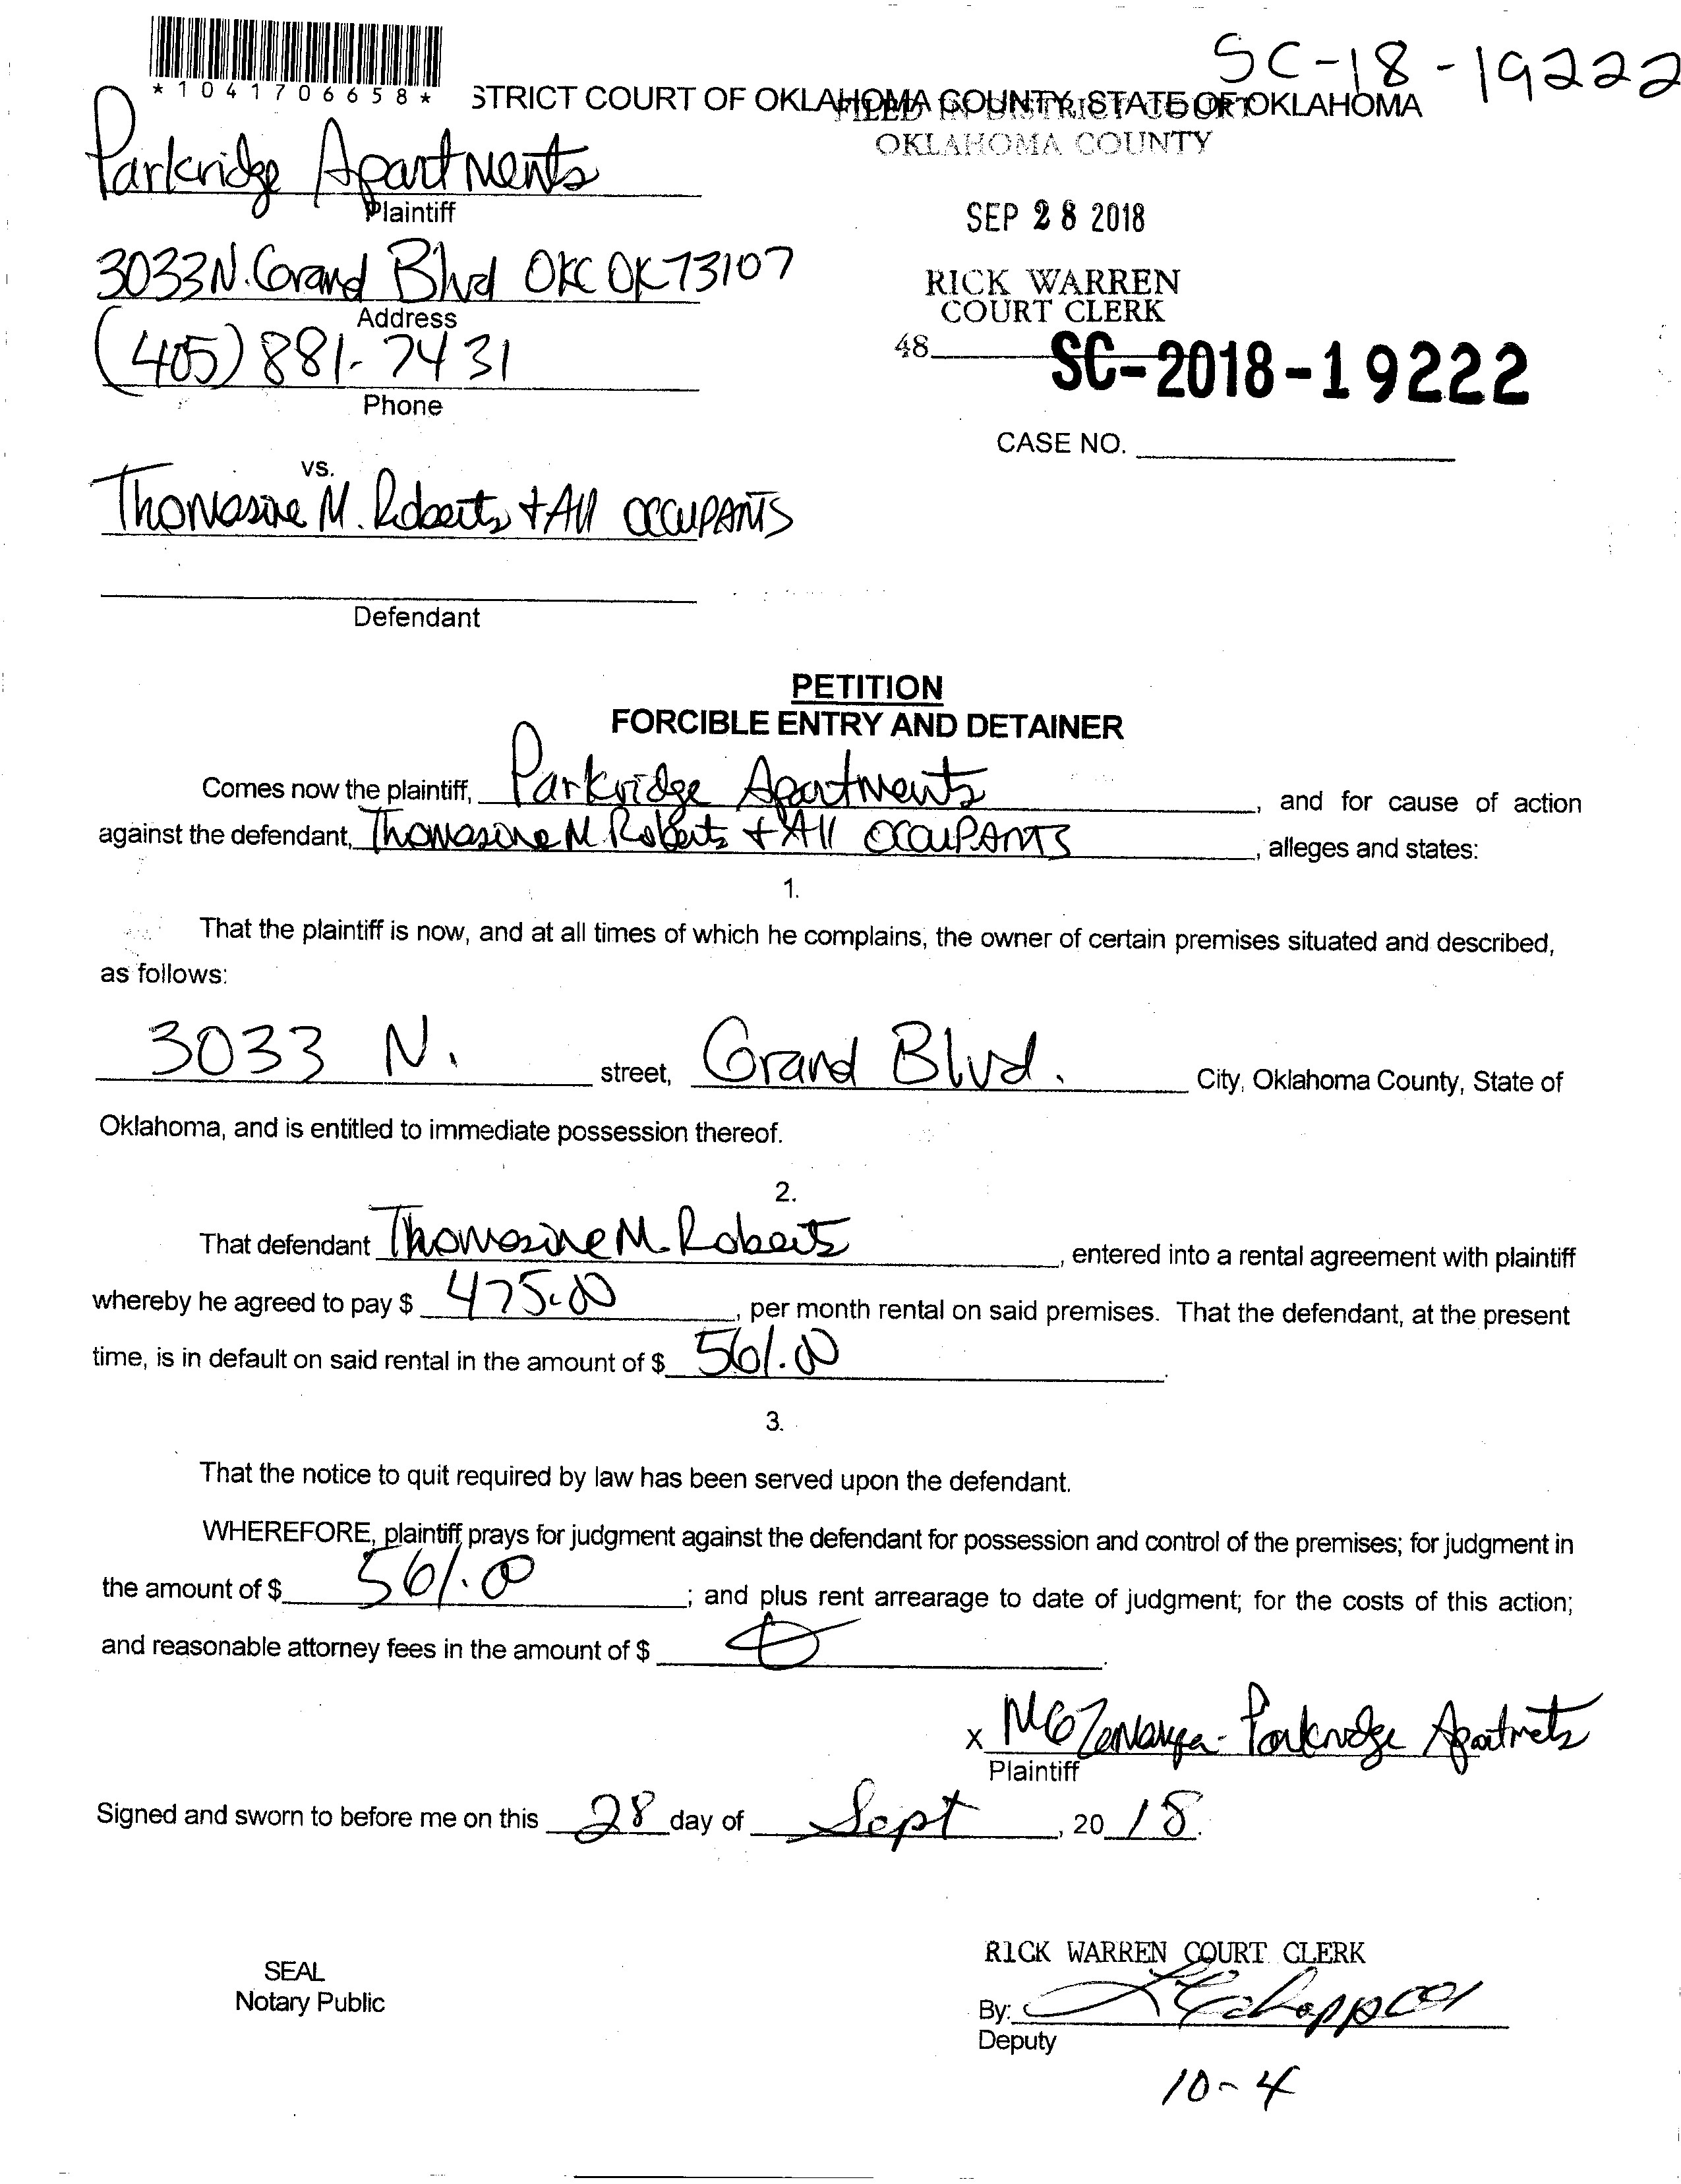 SC-18-19222
*1041706658*
STRICT COURT OF OKLAHOMA COUNTY, STATE OF OKLAHOMA
FILED IN DISTRICT COURT
OKLAHOMA COUNTY
Parkridge Apartments
Plaintiff
SEP 28 2018
3033 N. Grand Blvd OKC OK 73107
Address
RICK WARREN
COURT CLERK
(405) 881-7431
Phone
48
SC-2018-19222
CASE NO.
vs.
Thomasine M. Roberts + All OCCUPANTS
Defendant
PETITION
FORCIBLE ENTRY AND DETAINER
Comes now the plaintiff, Parkridge Apartments, and for cause of action
against the defendant, Thomasine M. Roberts + All OCCUPANTS, alleges and states:
1.
That the plaintiff is now, and at all times of which he complains, the owner of certain premises situated and described,
as follows:
3033 N. street, Grand Blvd. City, Oklahoma County, State of
Oklahoma, and is entitled to immediate possession thereof.
2.
That defendant Thomasine M. Roberts, entered into a rental agreement with plaintiff
whereby he agreed to pay $ 475.00, per month rental on said premises. That the defendant, at the present
time, is in default on said rental in the amount of $ 561.00.
3.
That the notice to quit required by law has been served upon the defendant.
WHEREFORE, plaintiff prays for judgment against the defendant for possession and control of the premises; for judgment in
the amount of $ 561.00; and plus rent arrearage to date of judgment; for the costs of this action;
and reasonable attorney fees in the amount of $ 0.
x Parkridge Apartments
Plaintiff
Signed and sworn to before me on this 28 day of Sept, 2018.
RICK WARREN COURT CLERK
SEAL
Notary Public
By:
Deputy
10-4